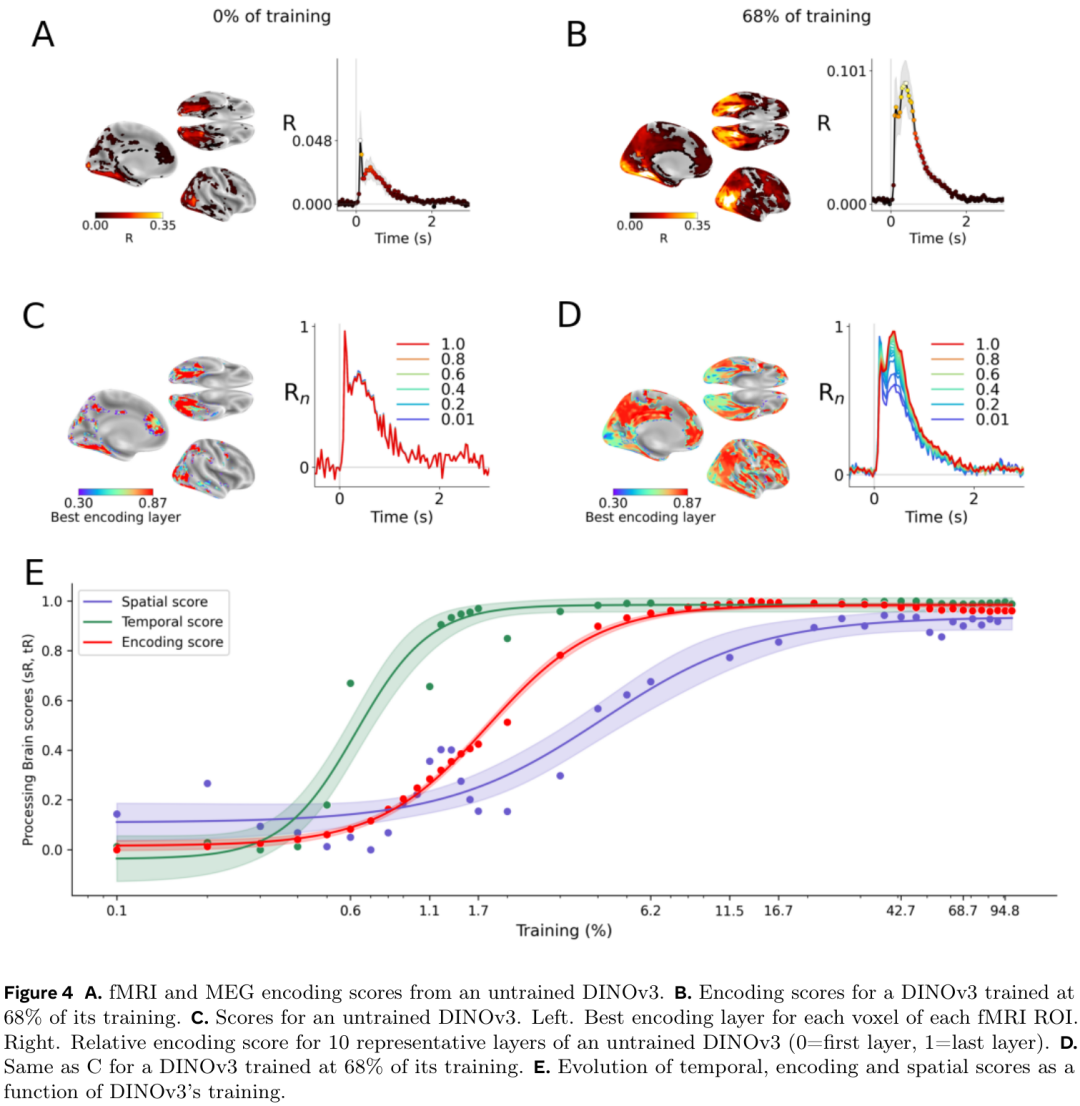 0% of training
68% of training
A
B
R
0.048
0.000
0
2
Time (s)
0.00
0.35
R
R
0.101
0.000
0
2
Time (s)
0.00
0.35
R
C
D
Rn
1
0
1.0
0.8
0.6
0.4
0.2
0.01
0
2
Time (s)
0.30
0.87
Best encoding layer
Rn
1
0
1.0
0.8
0.6
0.4
0.2
0.01
0
2
Time (s)
0.30
0.87
Best encoding layer
E
Spatial score
Temporal score
Encoding score
Processing Brain scores (sR, tR)
1.0
0.8
0.6
0.4
0.2
0.0
0.1
0.6
1.1
1.7
6.2
11.5
16.7
42.7
68.7
94.8
Training (%)
Figure 4 A. fMRI and MEG encoding scores from an untrained DINOv3. B. Encoding scores for a DINOv3 trained at
68% of its training. C. Scores for an untrained DINOv3. Left. Best encoding layer for each voxel of each fMRI ROI.
Right. Relative encoding score for 10 representative layers of an untrained DINOv3 (0=first layer, 1=last layer). D.
Same as C for a DINOv3 trained at 68% of its training. E. Evolution of temporal, encoding and spatial scores as a
function of DINOv3's training.